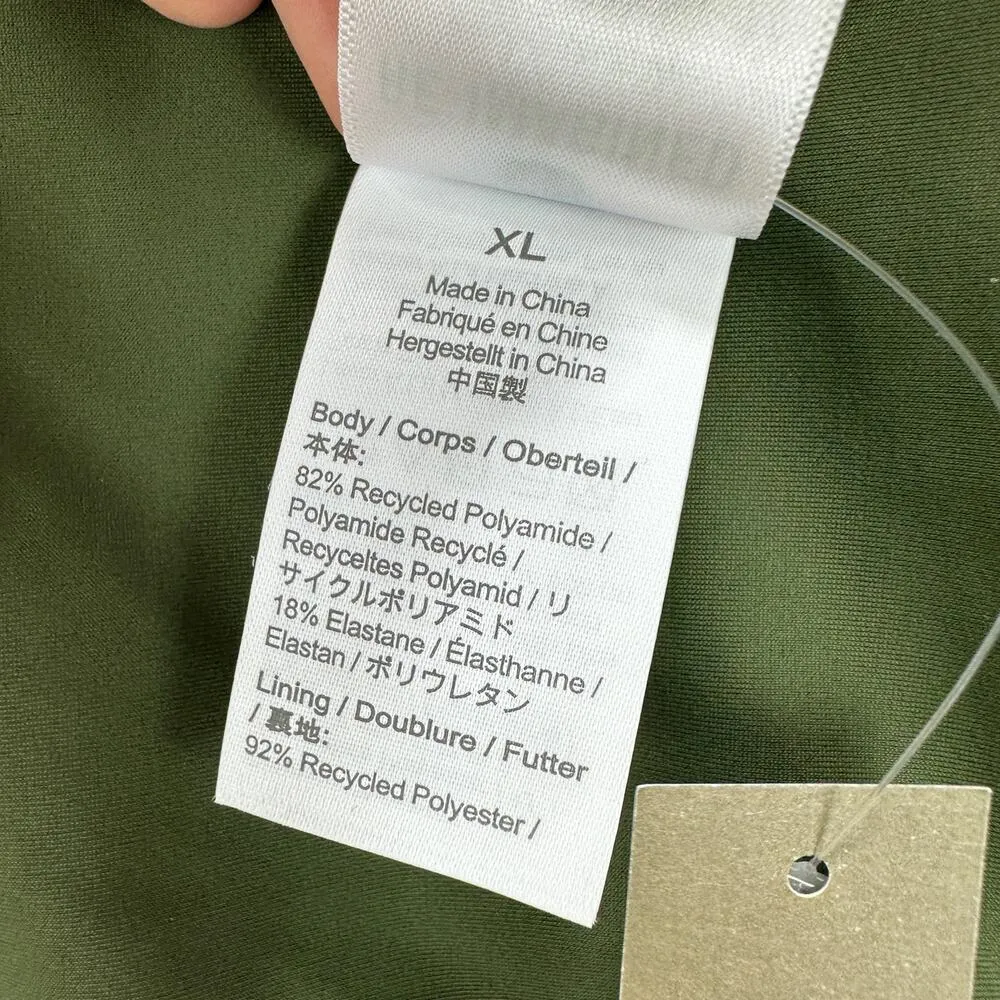 XL
Made in China
Fabriqué en Chine
Hergestellt in China
中国製
Body / Corps / Oberteil /
本体:
82% Recycled Polyamide /
Polyamide Recyclé /
Recyceltes Polyamid / リ
サイクルポリアミド
18% Elastane / Élasthanne /
Elastan / ポリウレタン
Lining / Doublure / Futter
/ 裏地:
92% Recycled Polyester /